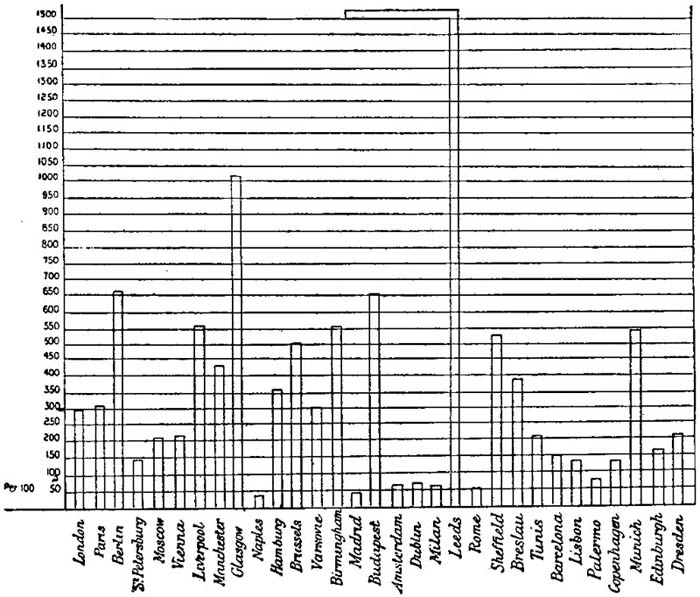 1500
1450
1400
1350
1300
1250
1200
1150
1100
1050
1000
950
900
850
800
750
700
650
600
550
500
450
400
350
300
250
200
150
100
50
Per 100
London
Paris
Berlin
St Petersburg
Moscow
Vienna
Liverpool
Manchester
Glasgow
Naples
Hamburg
Brussels
Varsovie
Birmingham
Madrid
Budapest
Amsterdam
Dublin
Milan
Leeds
Rome
Sheffield
Breslau
Tunis
Barcelona
Lisbon
Palermo
Copenhagen
Munich
Edinburgh
Dresden